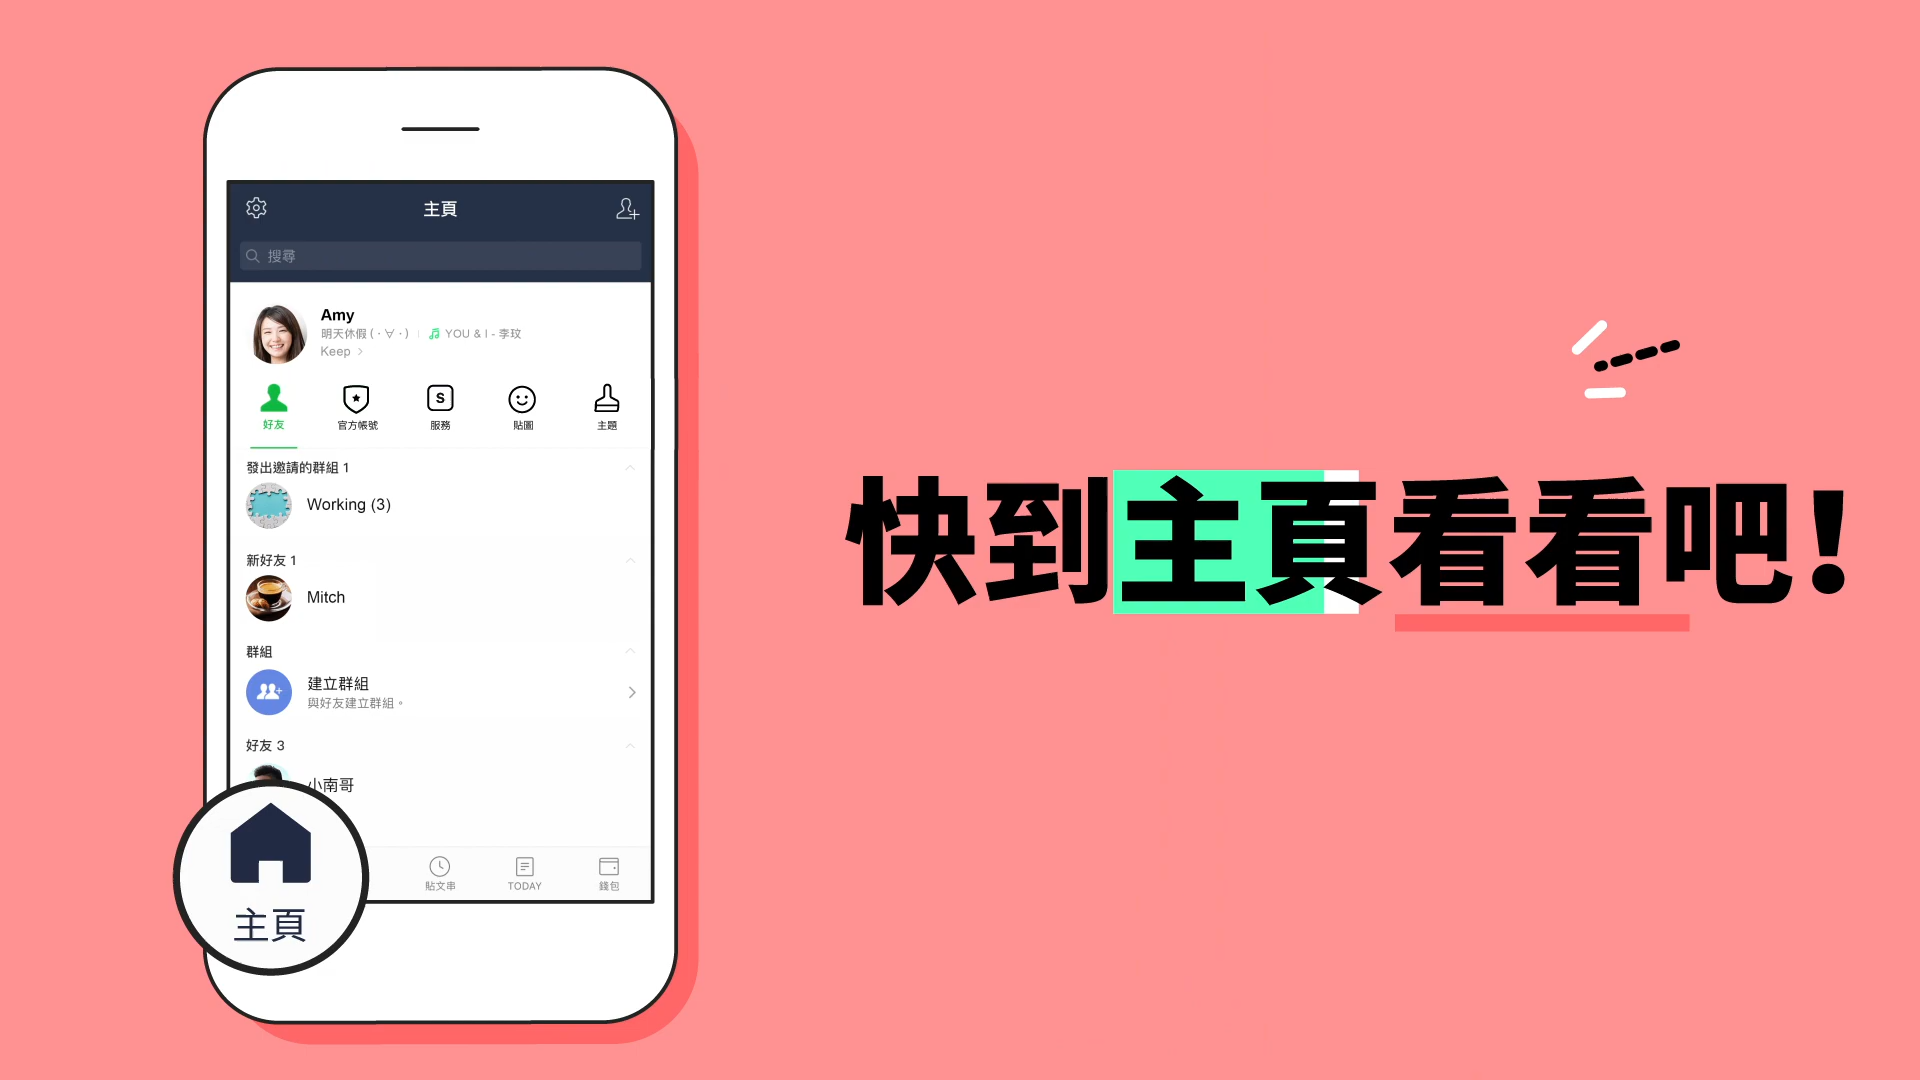 主頁
搜尋
Amy
明天休假 (・∀・) YOU & I - 李玟
Keep
好友 官方帳號 S 服務 貼圖 主題
發出邀請的群組 1
Working (3)
新好友 1
Mitch
群組
建立群組
與好友建立群組。
好友 3
小南哥
貼文串 TODAY 錢包
主頁
快到主頁看看吧！